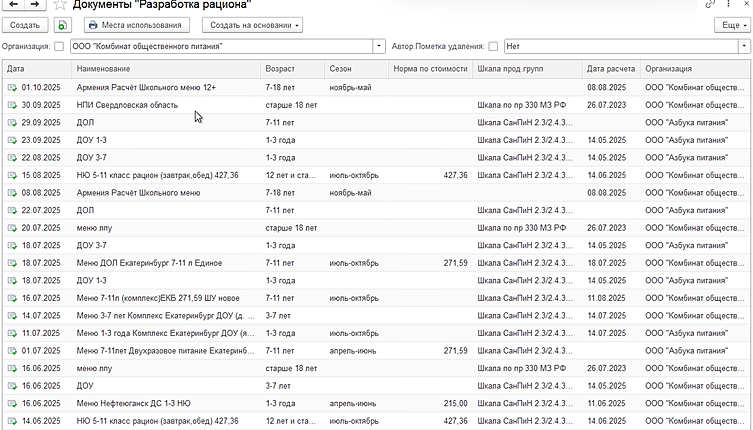 Документы "Разработка рациона"
Создать Места использования Создать на основании Еще
Организация: ООО "Комбинат общественного питания" Автор.Пометка удаления: Нет
Дата Наименование Возраст Сезон Норма по стоимости Шкала прод.групп Дата расчета Организация
01.10.2025 Армения Расчёт Школьного меню 12+ 7-18 лет ноябрь-май 08.08.2025 ООО "Комбинат обществ...
30.09.2025 НПИ Свердловская область старше 18 лет Шкала по пр 330 МЗ РФ 26.07.2023 ООО "Комбинат обществ...
29.09.2025 ДОЛ 7-11 лет Шкала СанПиН 2.3/2.4.3... ООО "Азбука питания"
23.09.2025 ДОУ 1-3 1-3 года Шкала СанПиН 2.3/2.4.3... 14.05.2025 ООО "Азбука питания"
22.08.2025 ДОУ 3-7 1-3 года Шкала СанПиН 2.3/2.4.3... 14.05.2025 ООО "Азбука питания"
15.08.2025 НЮ 5-11 класс рацион (завтрак,обед) 427,36 12 лет и ста... июль-октябрь 427,36 Шкала СанПиН 2.3/2.4.3... 14.06.2025 ООО "Комбинат обществ...
08.08.2025 Армения Расчёт Школьного меню 7-18 лет ноябрь-май 08.08.2025 ООО "Комбинат обществ...
22.07.2025 ДОЛ 7-11 лет Шкала СанПиН 2.3/2.4.3... ООО "Азбука питания"
20.07.2025 меню лпу старше 18 лет Шкала по пр 330 МЗ РФ 26.07.2023 ООО "Комбинат обществ...
18.07.2025 ДОУ 3-7 1-3 года Шкала СанПиН 2.3/2.4.3... 14.05.2025 ООО "Азбука питания"
18.07.2025 Меню ДОЛ Екатеринбург 7-11 л Единое 7-11 лет июль-октябрь 271,59 Шкала СанПиН 2.3/2.4.3... 18.07.2025 ООО "Комбинат обществ...
18.07.2025 ДОУ 1-3 1-3 года Шкала СанПиН 2.3/2.4.3... 14.05.2025 ООО "Азбука питания"
16.07.2025 Меню 7-11л (комплекс)ЕКБ 271,59 ШУ новое 7-11 лет июль-октябрь Шкала СанПиН 2.3/2.4.3... 11.08.2025 ООО "Комбинат обществ...
14.07.2025 Меню 3-7 лет Комплекс Екатеринбург ДОУ (д... 3-7 лет Шкала СанПиН 2.3/2.4.3... 14.07.2025 ООО "Комбинат обществ...
11.07.2025 Меню 1-3 года Комплекс Екатеринбург ДОУ (я... 1-3 года июль-октябрь Шкала СанПиН 2.3/2.4.3... 14.07.2025 ООО "Азбука питания"
01.07.2025 Меню 7-11лет Двухразовое питание Екатеринб... 7-11 лет апрель-июнь 271,59 Шкала СанПиН 2.3/2.4.3... ООО "Комбинат обществ...
16.06.2025 меню лпу старше 18 лет Шкала по пр 330 МЗ РФ 26.07.2023 ООО "Комбинат обществ...
16.06.2025 ДОУ 3-7 лет Шкала СанПиН 2.3/2.4.3... 14.05.2025 ООО "Азбука питания"
16.06.2025 Меню Нефтеюганск ДС 1-3 НЮ 1-3 года апрель-июнь 215,00 Шкала СанПиН 2.3/2.4.3... 11.06.2025 ООО "Комбинат обществ...
14.06.2025 НЮ 5-11 класс рацион (завтрак,обед) 427,36 12 лет и ста... июль-октябрь 427,36 Шкала СанПиН 2.3/2.4.3... 14.06.2025 ООО "Комбинат обществ...